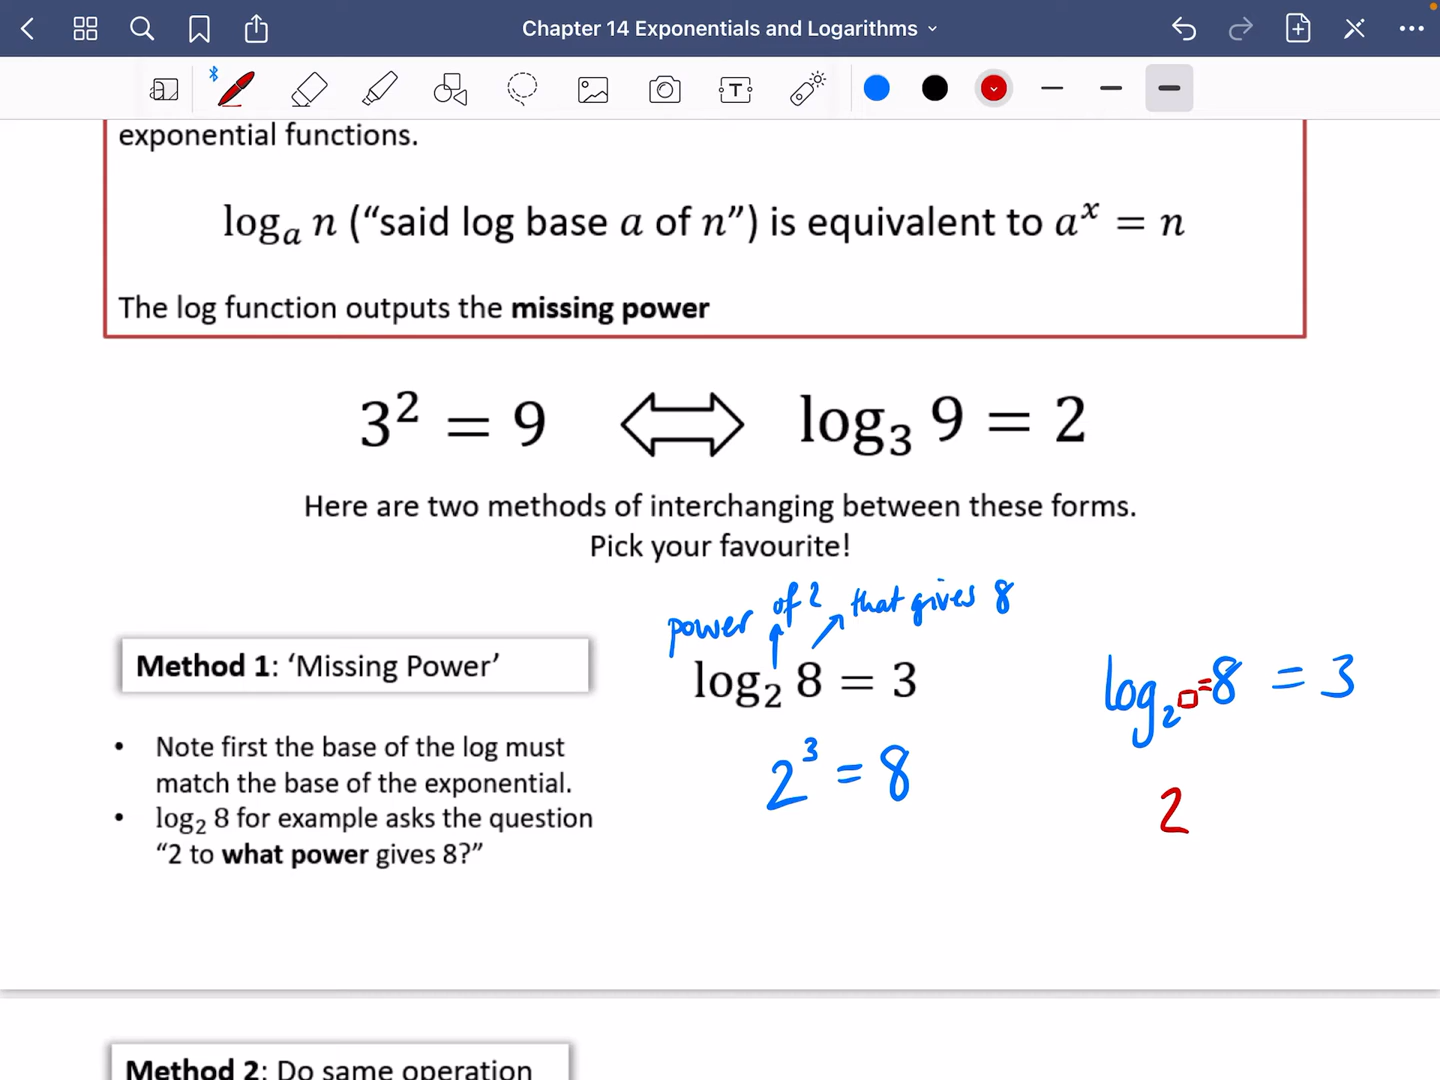 Chapter 14 Exponentials and Logarithms
exponential functions.
logₐ n (“said log base a of n”) is equivalent to aˣ = n
The log function outputs the missing power
3² = 9 log₃ 9 = 2
Here are two methods of interchanging between these forms.
Pick your favourite!
power of 2 that gives 8
Method 1: ‘Missing Power’
log₂ 8 = 3
log₂ □=8 = 3
2³ = 8
• Note first the base of the log must
match the base of the exponential.
• log₂ 8 for example asks the question
“2 to what power gives 8?”
2
Method 2: Do same operation